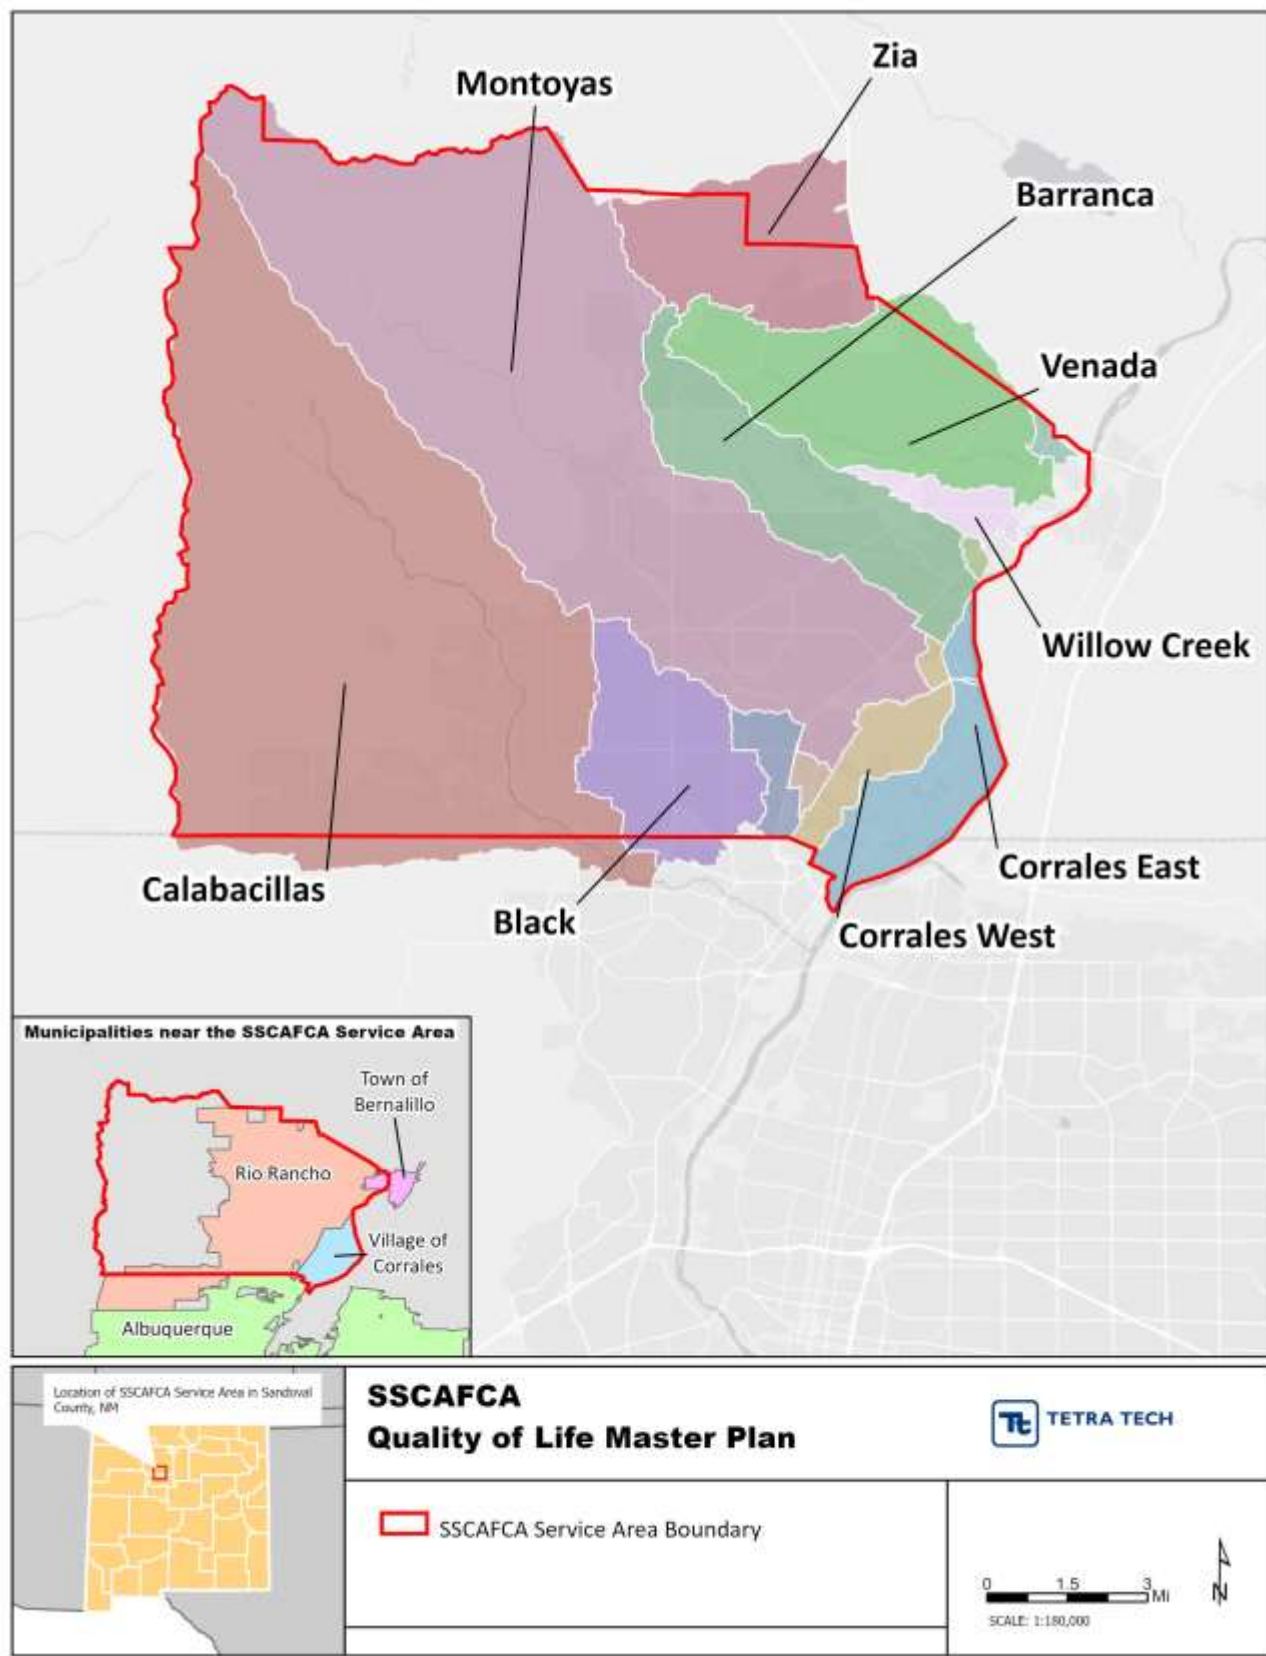 Zia
Montoyas
Barranca
Venada
Willow Creek
Corrales East
Calabacillas
Black
Corrales West
Municipalities near the SSCAFCA Service Area
Town of
Bernalillo
Rio Rancho
Village of
Corrales
Albuquerque
Location of SSCAFCA Service Area in Sandoval
County, NM
SSCAFCA
Quality of Life Master Plan
Tt TETRA TECH
SSCAFCA Service Area Boundary
0 1.5 3
Mi
SCALE: 1:180,000
N